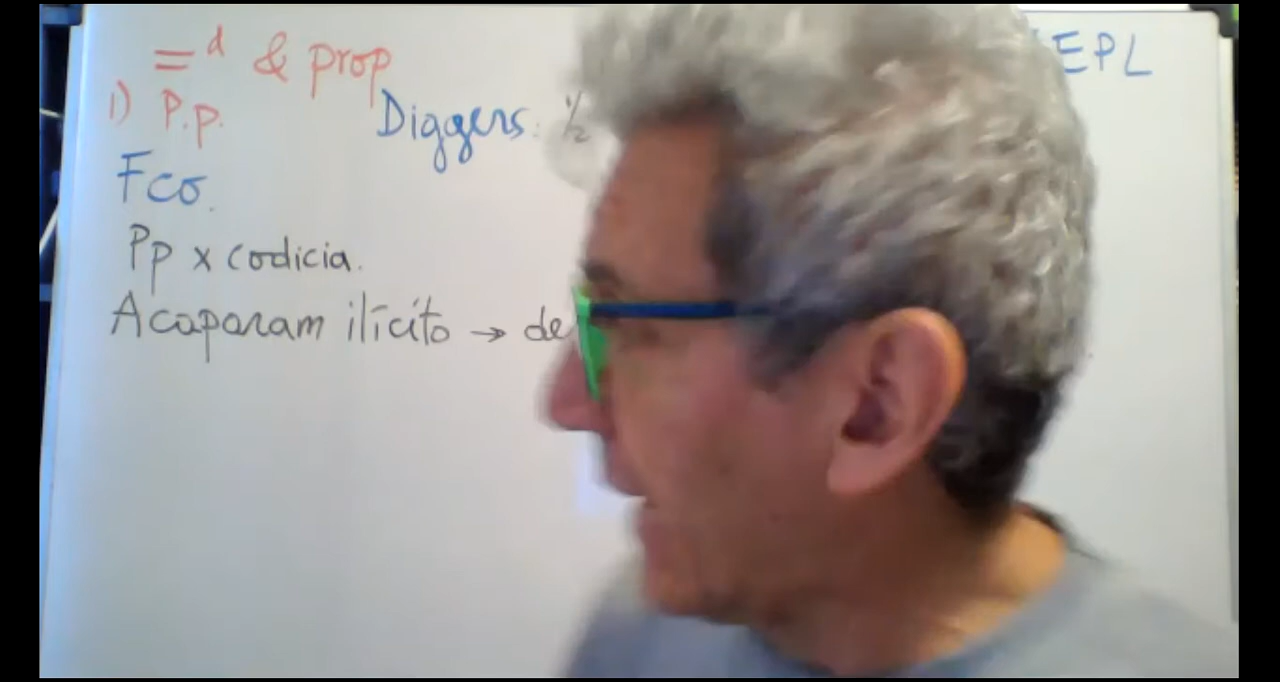 =ᵈ & prop
EPL
1) P.p.
Diggers: ½
Fco.
Pp x codicia.
Acaparam ilícito → de